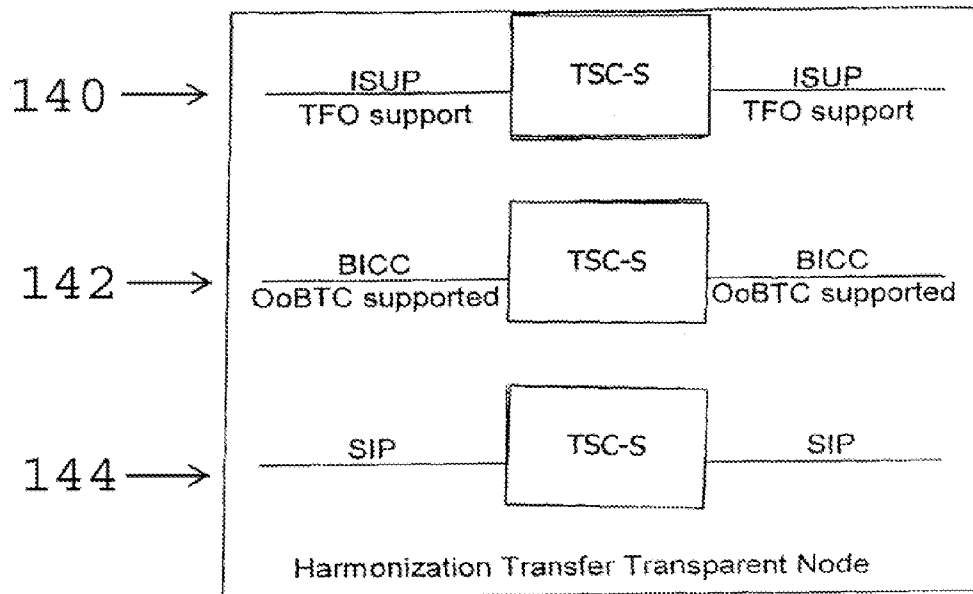 140 ISUP TSC-S ISUP
TFO support TFO support
142 BICC TSC-S BICC
OoBTC supported OoBTC supported
144 SIP TSC-S SIP
Harmonization Transfer Transparent Node